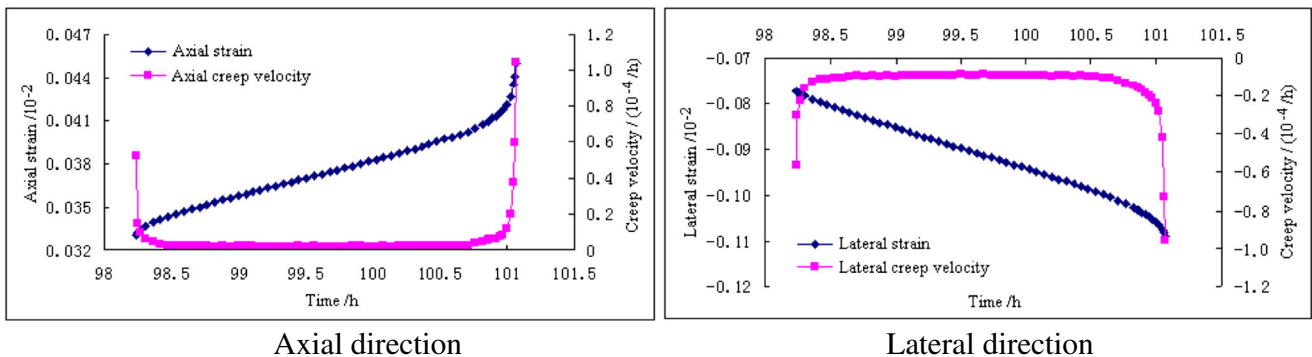 0.047
0.044
0.041
0.038
0.035
0.032
Axial strain /10⁻²
Axial strain
Axial creep velocity
1.2
1.0
0.8
0.6
0.4
0.2
0
Creep velocity / (10⁻⁴/h)
98 98.5 99 99.5 100 100.5 101 101.5
Time /h
Axial direction
98 98.5 99 99.5 100 100.5 101 101.5
-0.07
-0.08
-0.09
-0.10
-0.11
-0.12
Lateral strain /10⁻²
Lateral strain
Lateral creep velocity
0
-0.2
-0.4
-0.6
-0.8
-1.0
-1.2
Creep velocity / (10⁻⁴/h)
Time /h
Lateral direction